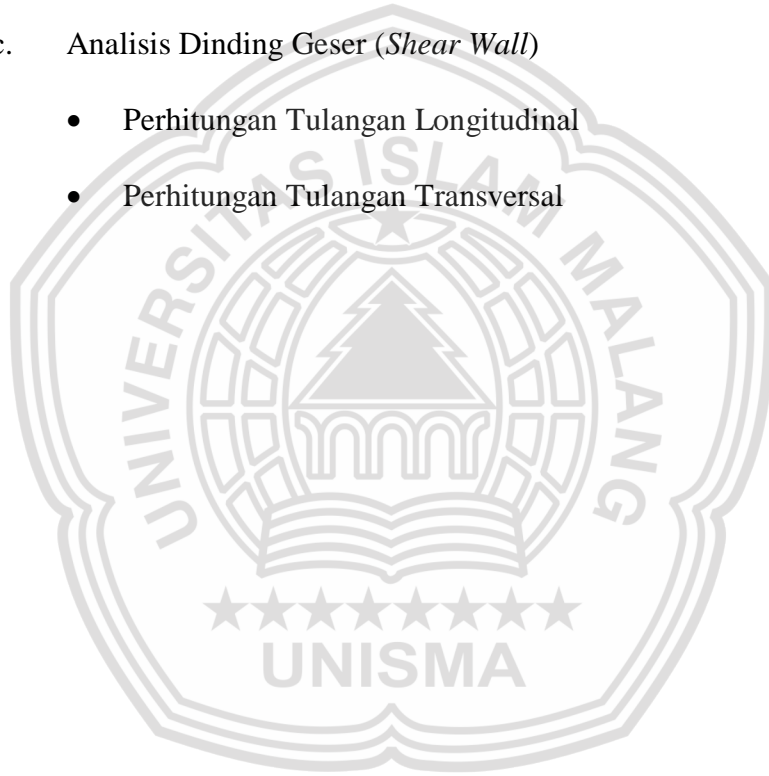 c. Analisis Dinding Geser (Shear Wall)
• Perhitungan Tulangan Longitudinal
• Perhitungan Tulangan Transversal
UNIVERSITAS ISLAM MALANG
UNISMA